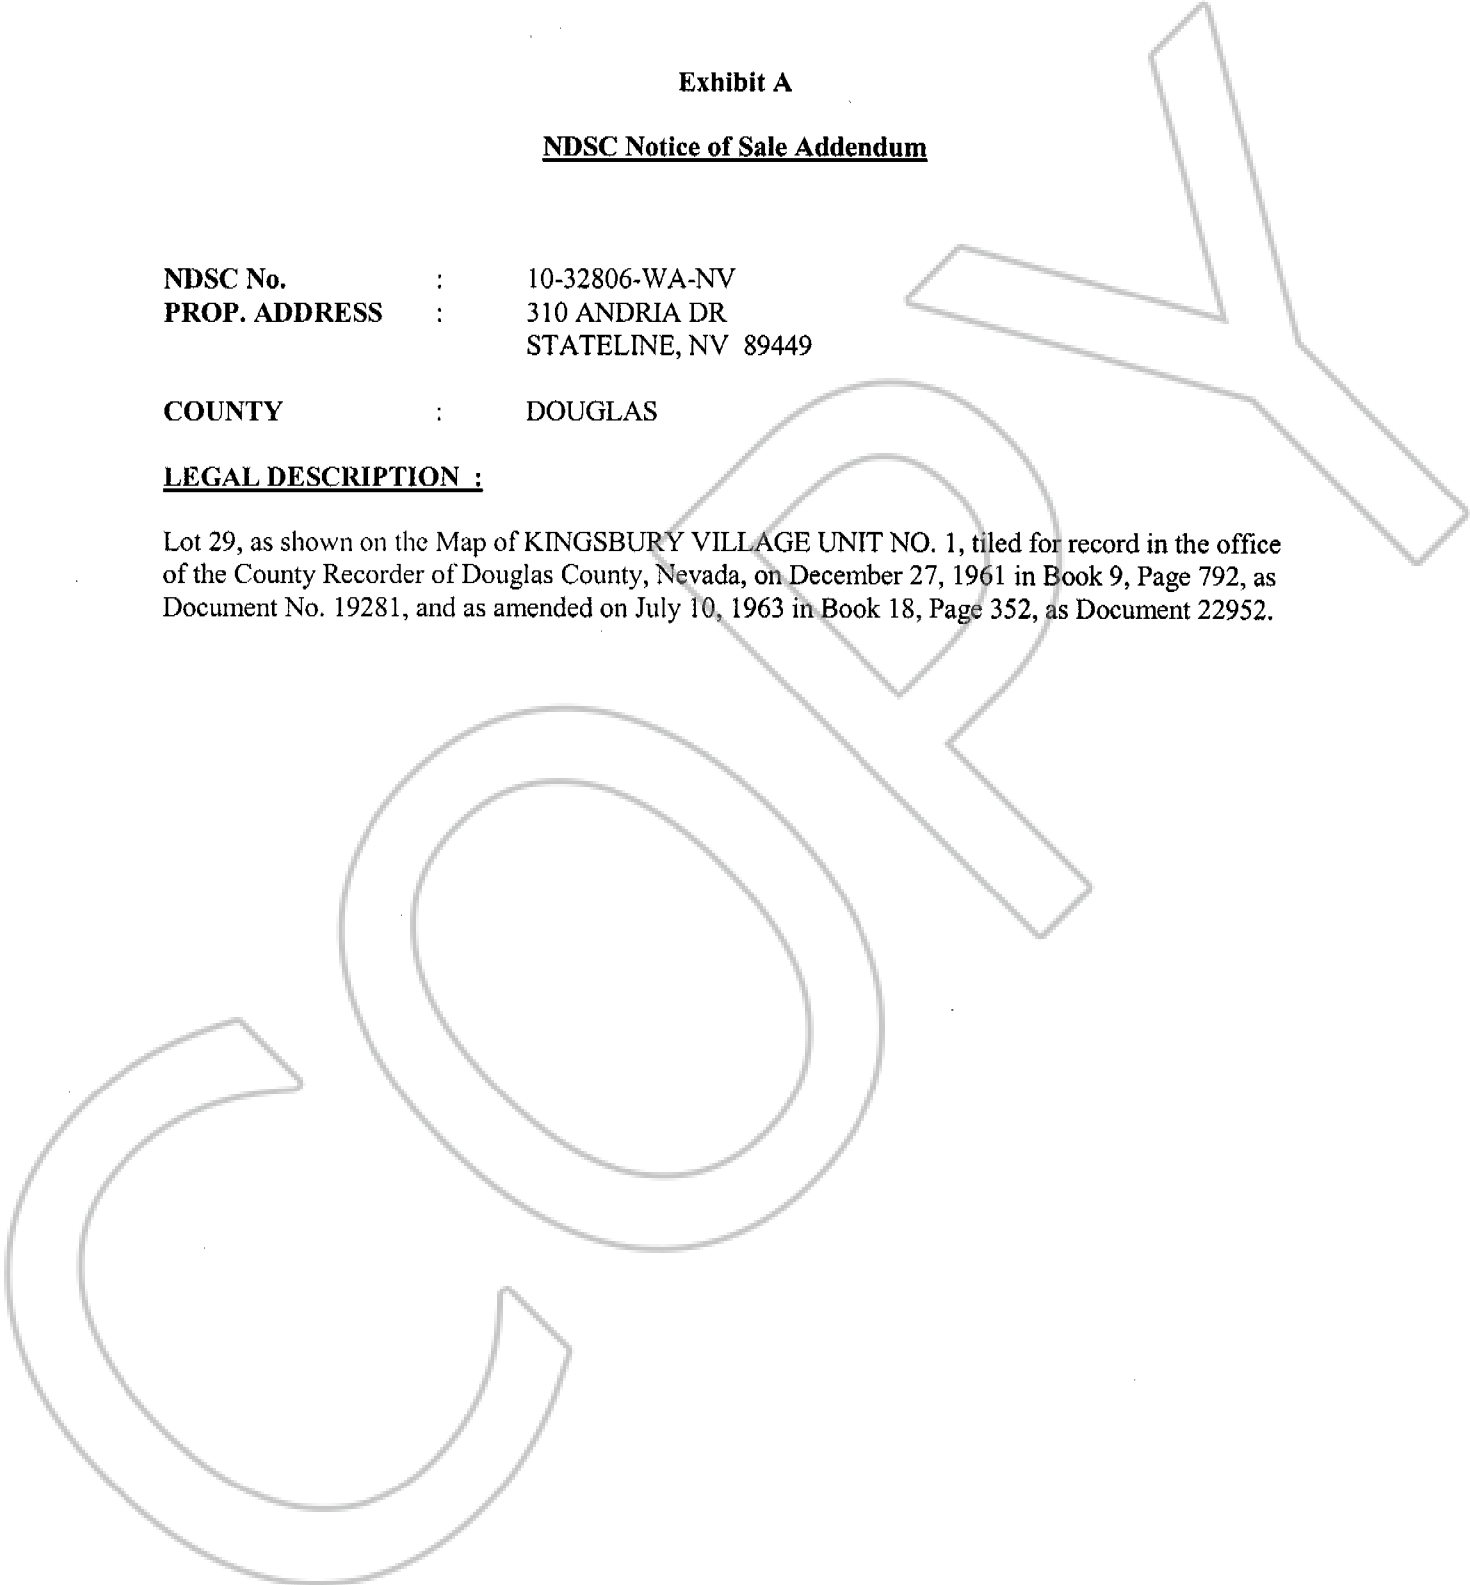 Exhibit A
NDSC Notice of Sale Addendum
NDSC No. : 10-32806-WA-NV
PROP. ADDRESS : 310 ANDRIA DR
STATELINE, NV 89449
COUNTY : DOUGLAS
LEGAL DESCRIPTION :
Lot 29, as shown on the Map of KINGSBURY VILLAGE UNIT NO. 1, tiled for record in the office
of the County Recorder of Douglas County, Nevada, on December 27, 1961 in Book 9, Page 792, as
Document No. 19281, and as amended on July 10, 1963 in Book 18, Page 352, as Document 22952.
COPY